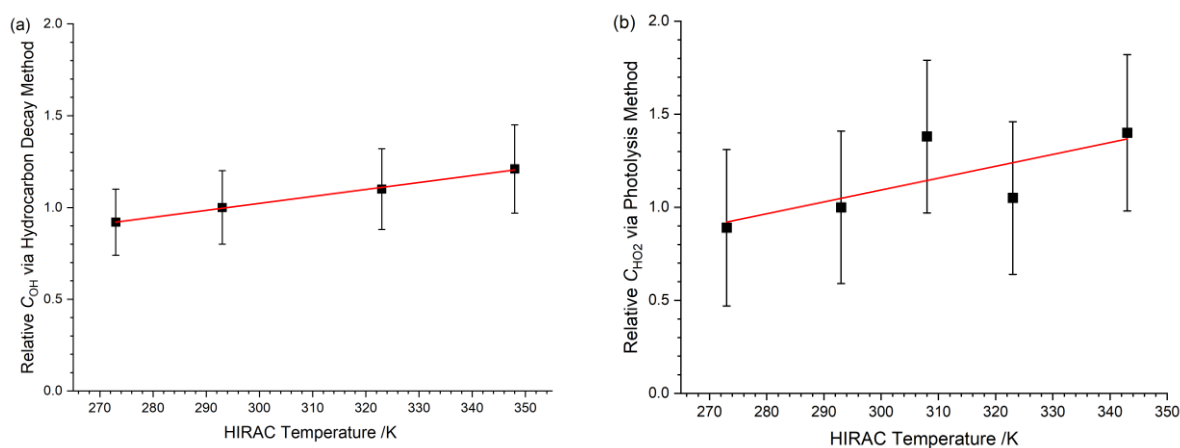 (a)
Relative C_OH via Hydrocarbon Decay Method
2.0
1.5
1.0
0.5
0.0
270 280 290 300 310 320 330 340 350
HIRAC Temperature /K
(b)
Relative C_HO2 via Photolysis Method
2.0
1.5
1.0
0.5
0.0
270 280 290 300 310 320 330 340 350
HIRAC Temperature /K